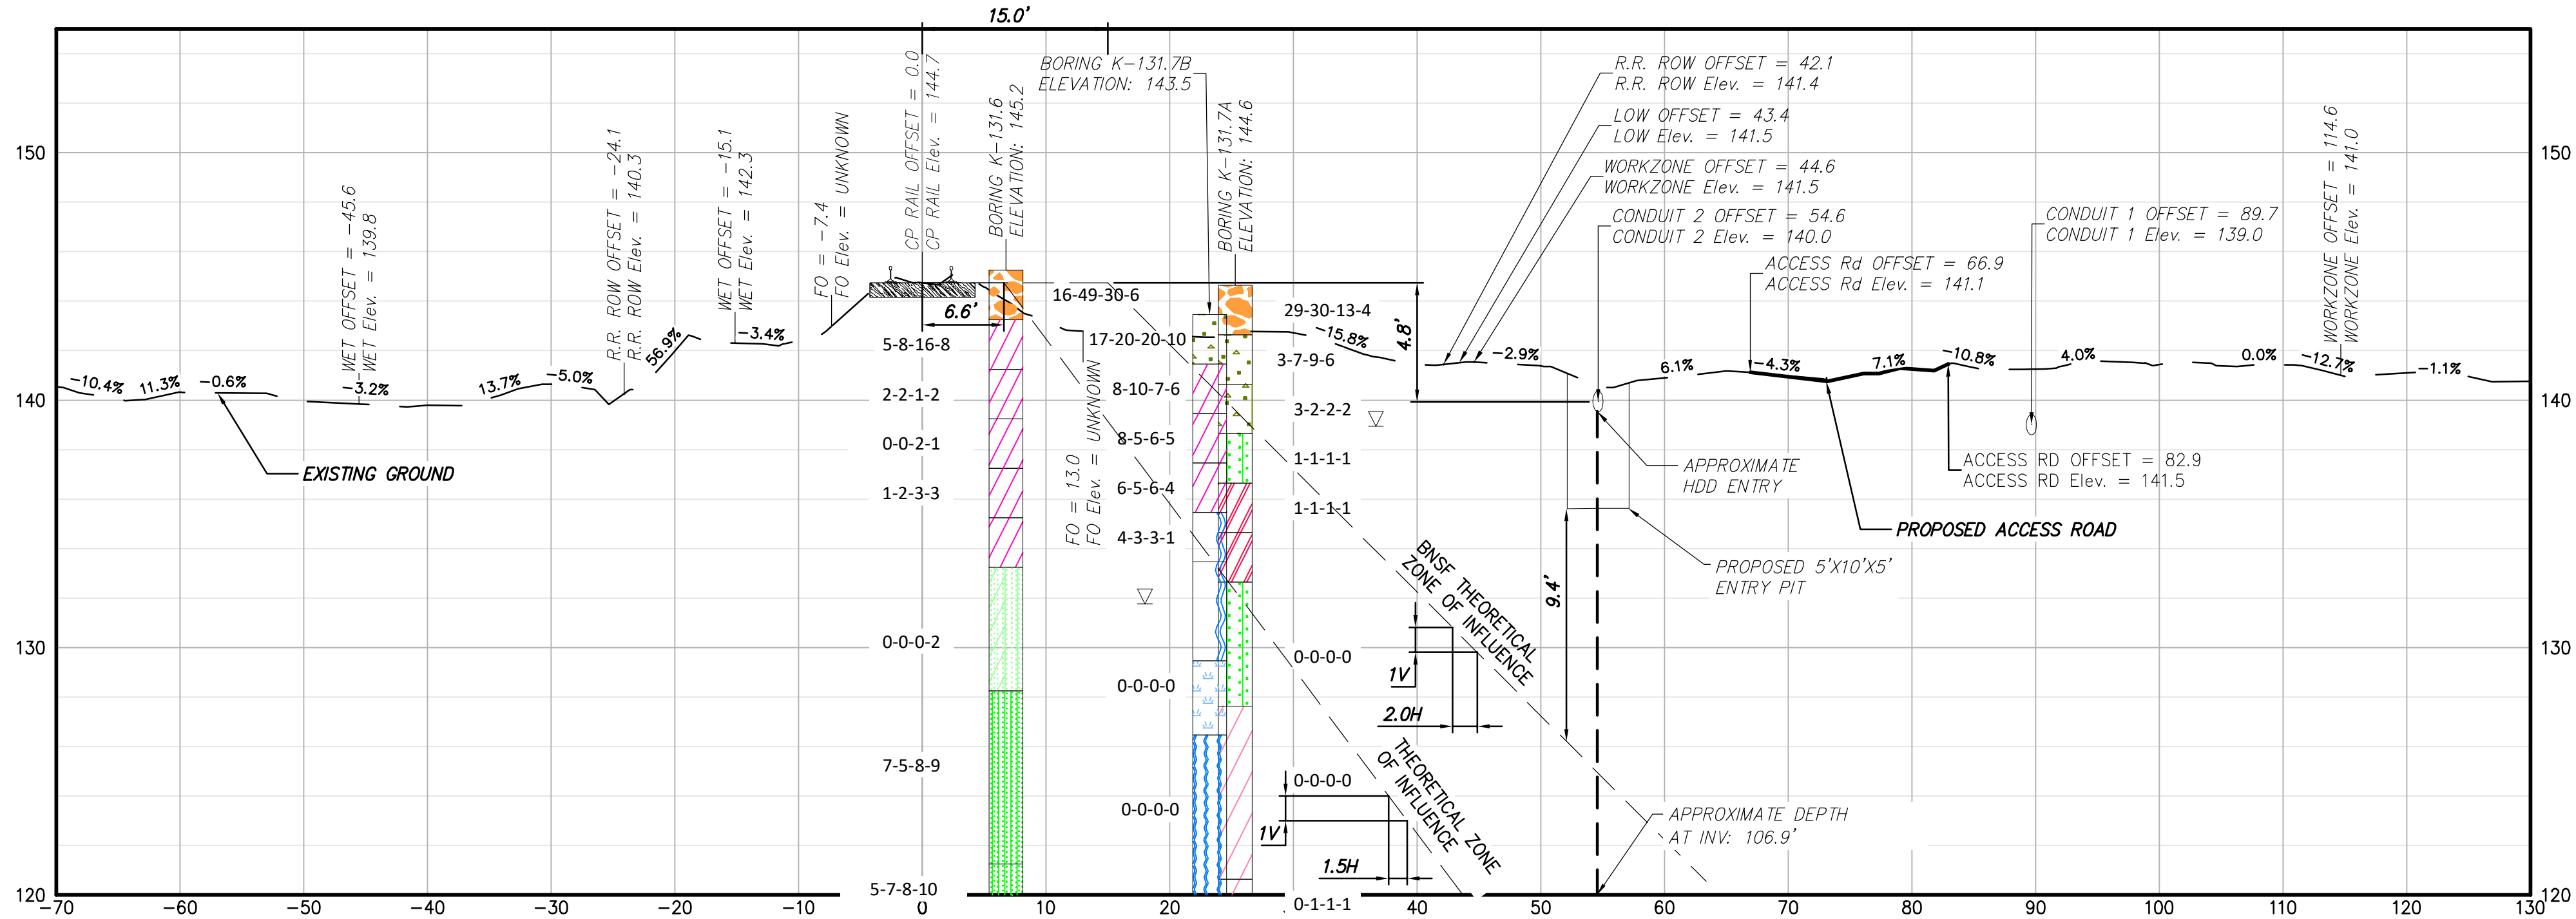 15.0'
150
140
130
120
150
140
130
120
-70
-60
-50
-40
-30
-20
-10
0
10
20
40
50
60
70
80
90
100
110
120
130
WET OFFSET = -45.6
WET Elev. = 139.8
R.R. ROW OFFSET = -24.1
R.R. ROW Elev. = 140.3
WET OFFSET = -15.1
WET Elev. = 142.3
FO = -7.4
FO Elev. = UNKNOWN
CP RAIL OFFSET = 0.0
CP RAIL Elev. = 144.7
BORING K-131.6
ELEVATION: 145.2
BORING K-131.7B
ELEVATION: 143.5
BORING K-131.7A
ELEVATION: 144.6
R.R. ROW OFFSET = 42.1
R.R. ROW Elev. = 141.4
LOW OFFSET = 43.4
LOW Elev. = 141.5
WORKZONE OFFSET = 44.6
WORKZONE Elev. = 141.5
CONDUIT 2 OFFSET = 54.6
CONDUIT 2 Elev. = 140.0
ACCESS Rd OFFSET = 66.9
ACCESS Rd Elev. = 141.1
CONDUIT 1 OFFSET = 89.7
CONDUIT 1 Elev. = 139.0
WORKZONE OFFSET = 114.6
WORKZONE Elev. = 141.0
-10.4%
11.3%
-0.6%
-3.2%
13.7%
-5.0%
56.9%
-3.4%
-15.8%
-2.9%
6.1%
-4.3%
7.1%
-10.8%
4.0%
0.0%
-12.7%
-1.1%
EXISTING GROUND
6.6'
5-8-16-8
2-2-1-2
0-0-2-1
1-2-3-3
0-0-0-2
7-5-8-9
5-7-8-10
16-49-30-6
17-20-20-10
8-10-7-6
8-5-6-5
6-5-6-4
4-3-3-1
0-0-0-0
0-0-0-0
FO = 13.0
FO Elev. = UNKNOWN
29-30-13-4
3-7-9-6
3-2-2-2
1-1-1-1
1-1-1-1
0-0-0-0
0-0-0-0
0-1-1-1
4.8'
9.4'
BNSF THEORETICAL
ZONE OF INFLUENCE
1V
2.0H
THEORETICAL ZONE
OF INFLUENCE
1V
1.5H
APPROXIMATE
HDD ENTRY
PROPOSED 5'X10'X5'
ENTRY PIT
PROPOSED ACCESS ROAD
ACCESS RD OFFSET = 82.9
ACCESS RD Elev. = 141.5
APPROXIMATE DEPTH
AT INV: 106.9'